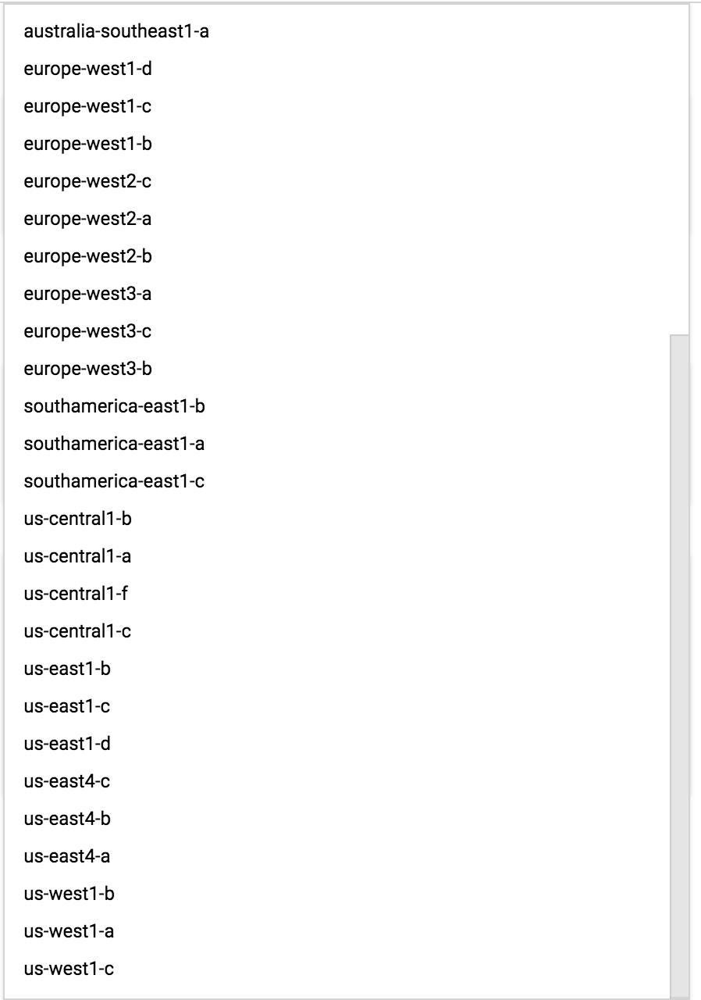 australia-southeast1-a
europe-west1-d
europe-west1-c
europe-west1-b
europe-west2-c
europe-west2-a
europe-west2-b
europe-west3-a
europe-west3-c
europe-west3-b
southamerica-east1-b
southamerica-east1-a
southamerica-east1-c
us-central1-b
us-central1-a
us-central1-f
us-central1-c
us-east1-b
us-east1-c
us-east1-d
us-east4-c
us-east4-b
us-east4-a
us-west1-b
us-west1-a
us-west1-c